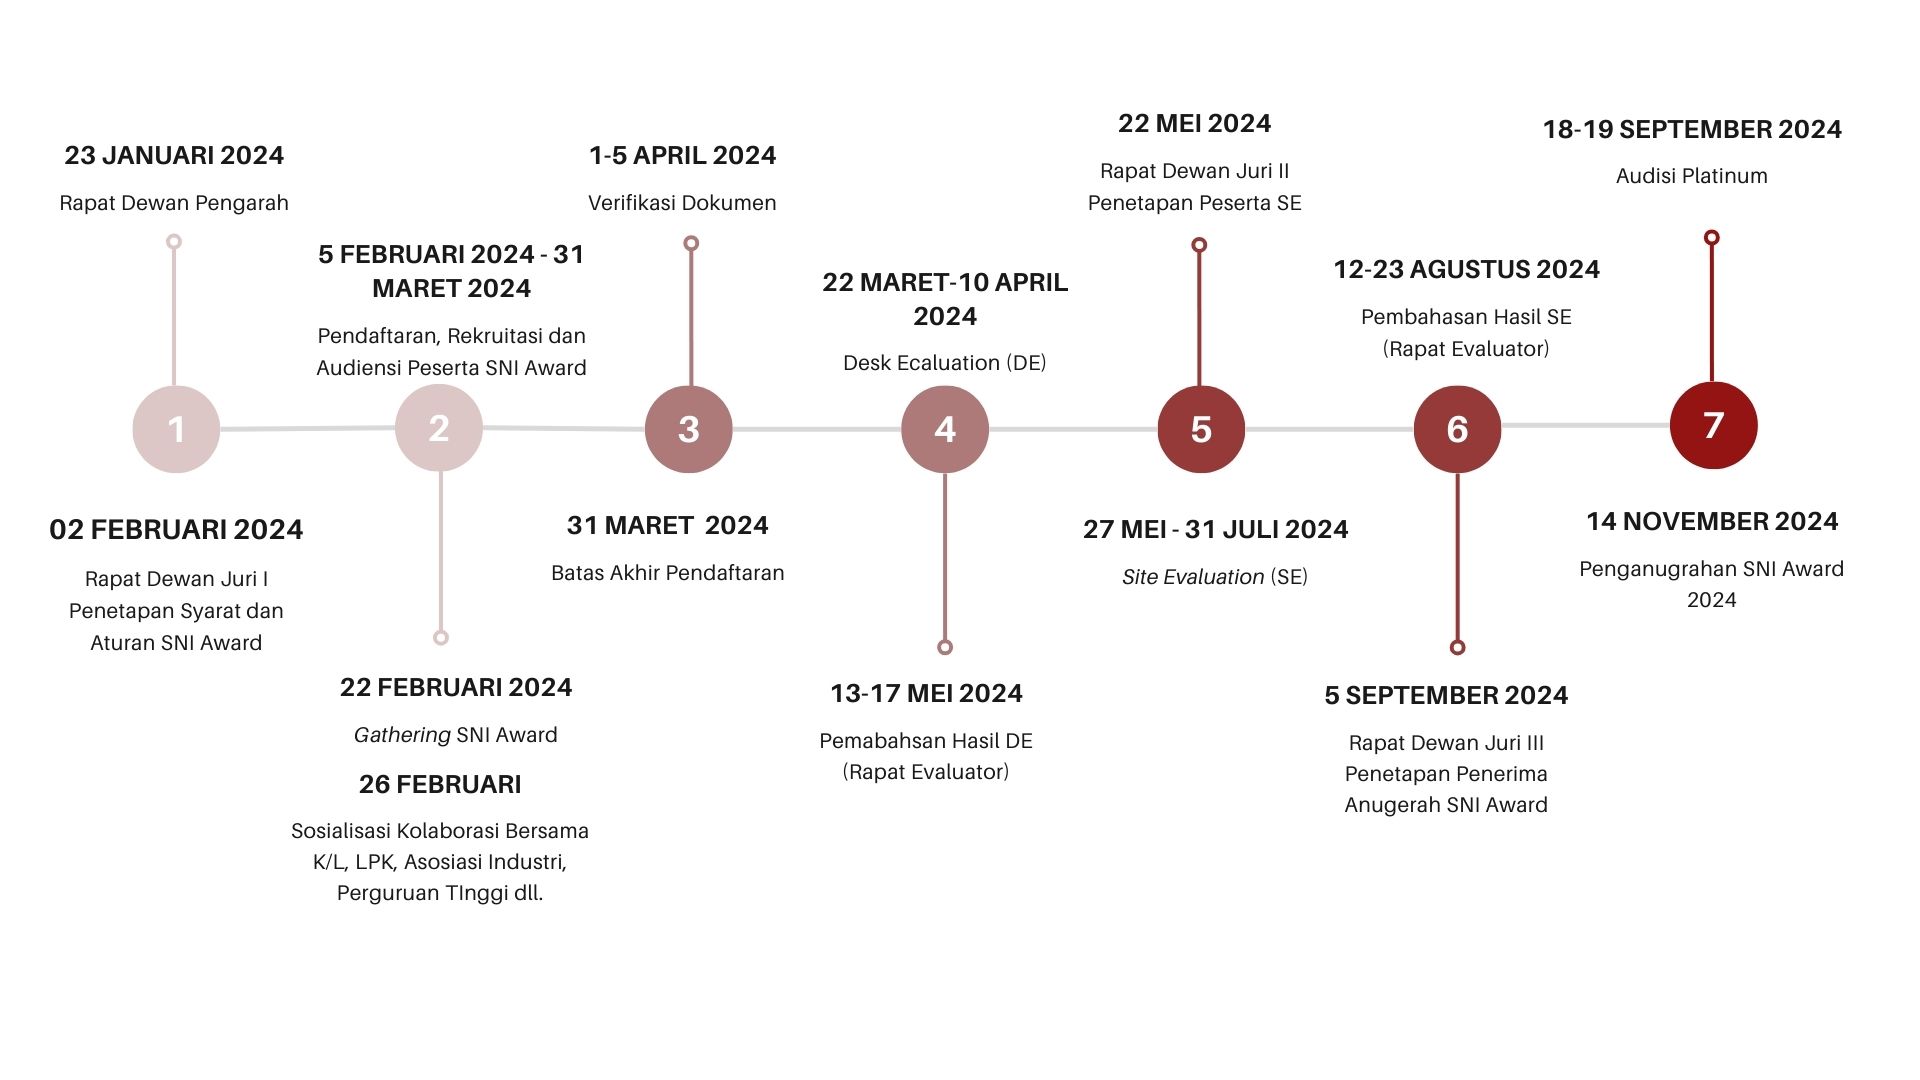 23 JANUARI 2024
Rapat Dewan Pengarah
1
02 FEBRUARI 2024
Rapat Dewan Juri I
Penetapan Syarat dan
Aturan SNI Award
5 FEBRUARI 2024 - 31
MARET 2024
Pendaftaran, Rekruitasi dan
Audiensi Peserta SNI Award
2
22 FEBRUARI 2024
Gathering SNI Award
26 FEBRUARI
Sosialisasi Kolaborasi Bersama
K/L, LPK, Asosiasi Industri,
Perguruan TInggi dll.
1-5 APRIL 2024
Verifikasi Dokumen
3
31 MARET 2024
Batas Akhir Pendaftaran
22 MARET-10 APRIL
2024
Desk Ecaluation (DE)
4
13-17 MEI 2024
Pemabahsan Hasil DE
(Rapat Evaluator)
22 MEI 2024
Rapat Dewan Juri II
Penetapan Peserta SE
5
27 MEI - 31 JULI 2024
Site Evaluation (SE)
12-23 AGUSTUS 2024
Pembahasan Hasil SE
(Rapat Evaluator)
6
5 SEPTEMBER 2024
Rapat Dewan Juri III
Penetapan Penerima
Anugerah SNI Award
18-19 SEPTEMBER 2024
Audisi Platinum
7
14 NOVEMBER 2024
Penganugrahan SNI Award
2024